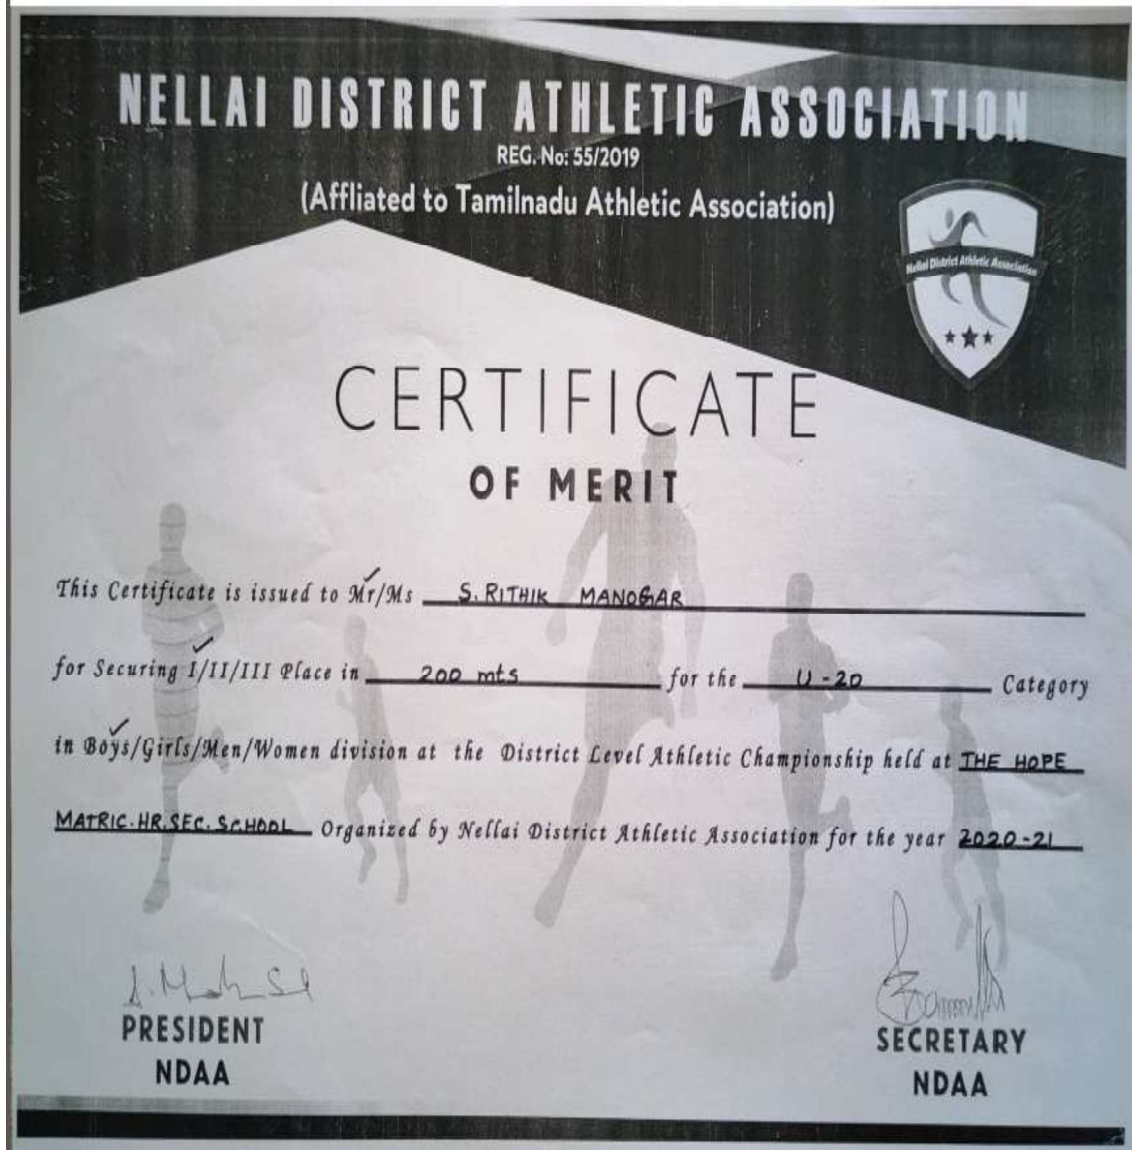 NELLAI DISTRICT ATHLETIC ASSOCIATION
REG. No: 55/2019
(Affliated to Tamilnadu Athletic Association)
Nellai District Athletic Association
CERTIFICATE
OF MERIT
This Certificate is issued to Mr/Ms S. RITHIK MANOGAR
for Securing I/II/III Place in 200 mts for the U-20 Category
in Boys/Girls/Men/Women division at the District Level Athletic Championship held at THE HOPE
MATRIC.HR.SEC.SCHOOL Organized by Nellai District Athletic Association for the year 2020-21
PRESIDENT
NDAA
SECRETARY
NDAA